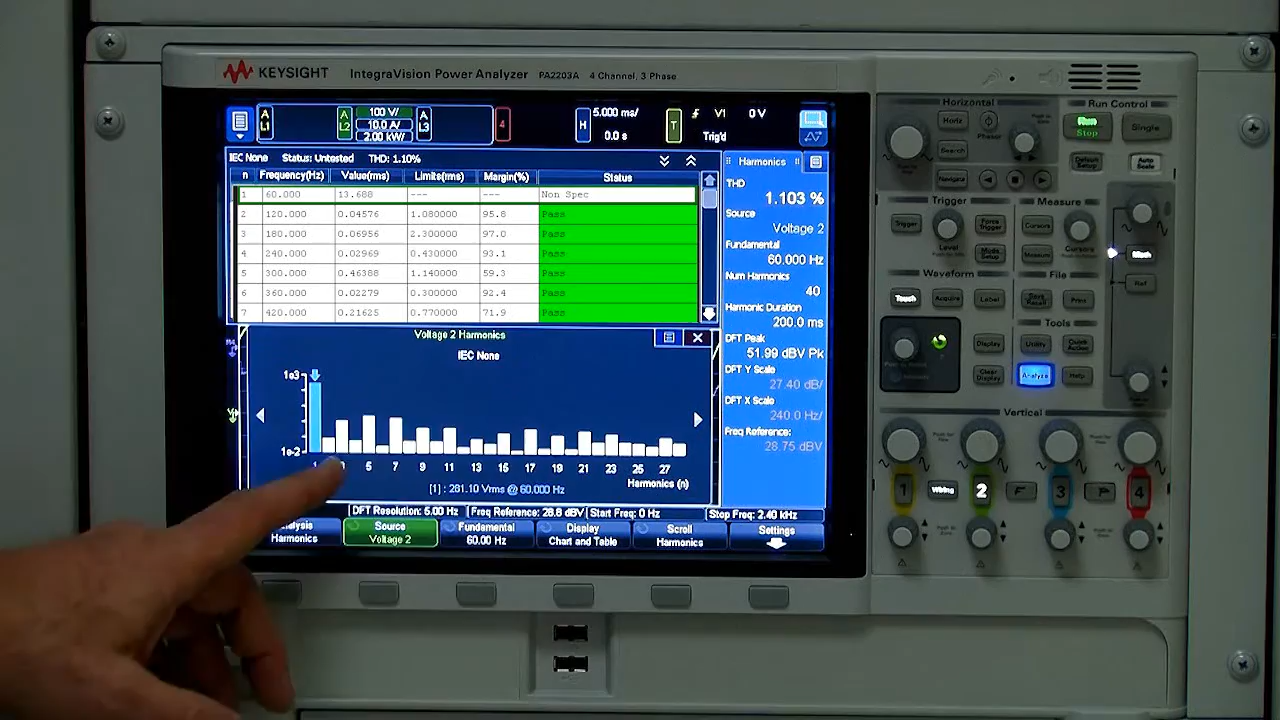 KEYSIGHT IntegraVision Power Analyzer PA2203A 4 Channel, 3 Phase
A L1
A L2
100 V/
10.0 A/
2.00 kW/
A L3
4
H
5.000 ms/
0.0 s
T
V1 0 V
Trig'd
IEC None Status: Untested THD: 1.10%
n Frequency(Hz) Value(rms) Limits(rms) Margin(%) Status
1 60.000 13.688 --- --- Non Spec
2 120.000 0.04576 1.080000 95.8 Pass
3 180.000 0.06956 2.300000 97.0 Pass
4 240.000 0.02969 0.430000 93.1 Pass
5 300.000 0.46388 1.140000 59.3 Pass
6 360.000 0.02279 0.300000 92.4 Pass
7 420.000 0.21625 0.770000 71.9 Pass
Voltage 2 Harmonics
IEC None
1e3
1e-2
1 5 7 9 11 13 15 17 19 21 23 25 27
Harmonics (n)
[1] : 281.10 Vrms @ 60.000 Hz
DFT Resolution: 5.00 Hz Freq Reference: 28.8 dBV Start Freq: 0 Hz Stop Freq: 2.40 kHz
Harmonics
Source
Voltage 2
Fundamental
60.00 Hz
Display
Chart and Table
Scroll
Harmonics
Settings
Harmonics
THD
1.103 %
Source
Voltage 2
Fundamental
60.000 Hz
Num Harmonics
40
Harmonic Duration
200.0 ms
DFT Peak
51.99 dBV Pk
DFT Y Scale
27.40 dB/
DFT X Scale
240.0 Hz/
Freq Reference:
28.75 dBV
Horizontal
Horiz
Search
Navigate
Run Control
Run
Stop
Single
Default
Setup
Auto
Scale
Trigger
Trigger
Level
Force
Trigger
Mode
Setup
Measure
Cursors
Measure
Cursors
Math
Ref
Waveform
Touch
Acquire
Label
File
Save
Recall
Print
Tools
Display
Clear
Display
Utility
Quick
Action
Analyze
Help
Vertical
1
Wiring
2
3
4